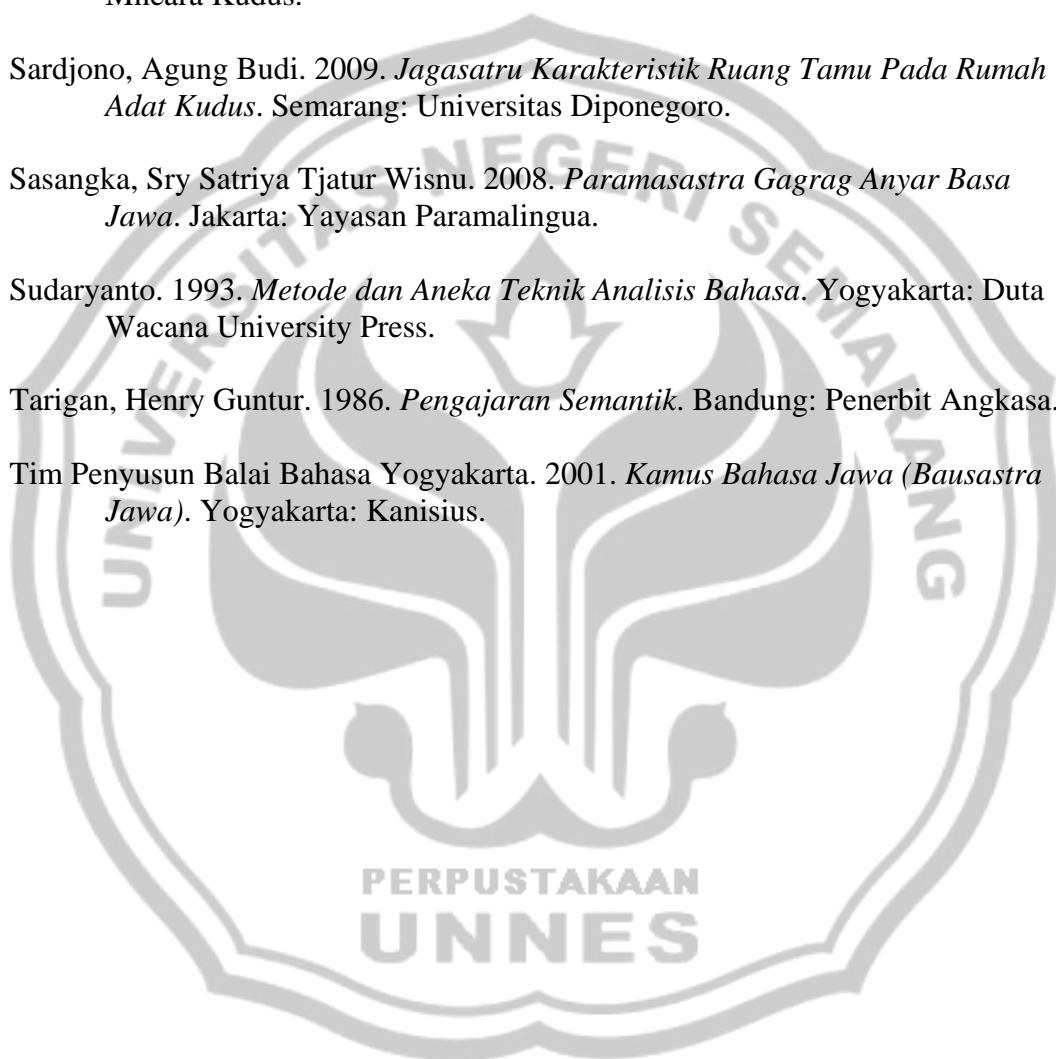 Kudus.
Sardjono, Agung Budi. 2009. Jagasatru Karakteristik Ruang Tamu Pada Rumah
Adat Kudus. Semarang: Universitas Diponegoro.
Sasangka, Sry Satriya Tjatur Wisnu. 2008. Paramasastra Gagrag Anyar Basa
Jawa. Jakarta: Yayasan Paramalingua.
Sudaryanto. 1993. Metode dan Aneka Teknik Analisis Bahasa. Yogyakarta: Duta
Wacana University Press.
Tarigan, Henry Guntur. 1986. Pengajaran Semantik. Bandung: Penerbit Angkasa.
Tim Penyusun Balai Bahasa Yogyakarta. 2001. Kamus Bahasa Jawa (Bausastra
Jawa). Yogyakarta: Kanisius.
UNIVERSITAS NEGERI SEMARANG
PERPUSTAKAAN
UNNES